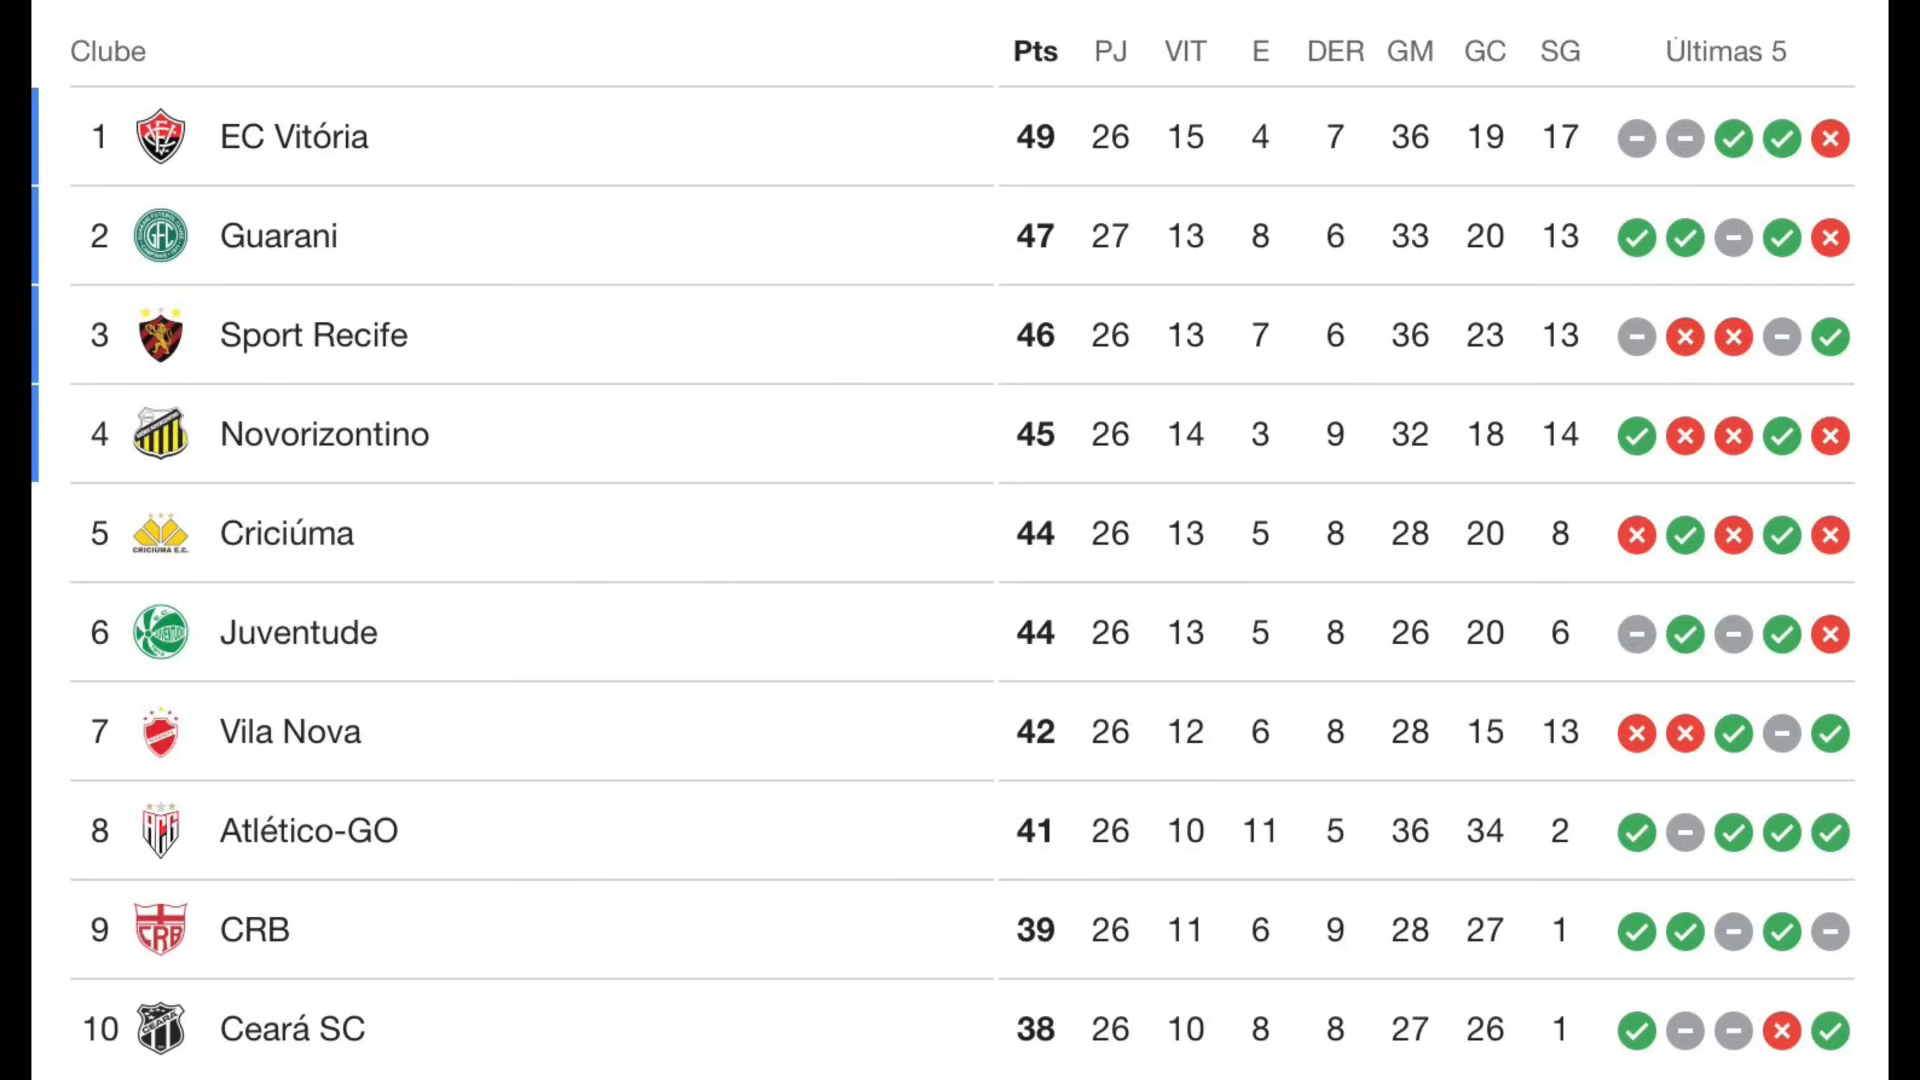 Clube Pts PJ VIT E DER GM GC SG Últimas 5
1 EC Vitória 49 26 15 4 7 36 19 17
2 GFC Guarani 47 27 13 8 6 33 20 13
3 Sport Recife 46 26 13 7 6 36 23 13
4 Novorizontino 45 26 14 3 9 32 18 14
5 CRICIÚMA E.C. Criciúma 44 26 13 5 8 28 20 8
6 Juventude 44 26 13 5 8 26 20 6
7 Vila Nova 42 26 12 6 8 28 15 13
8 ACG Atlético-GO 41 26 10 11 5 36 34 2
9 CRB CRB 39 26 11 6 9 28 27 1
10 CEARÁ Ceará SC 38 26 10 8 8 27 26 1